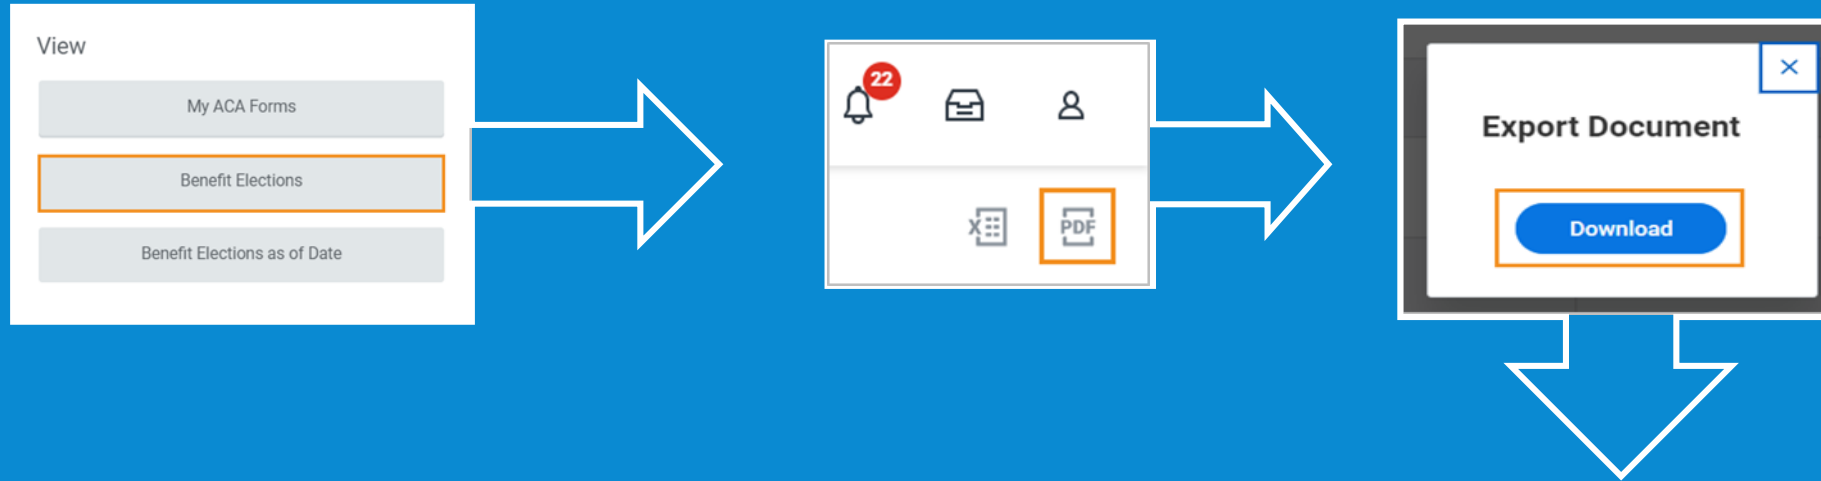 View
My ACA Forms
Benefit Elections
Benefit Elections as of Date
22
X
PDF
Export Document
Download